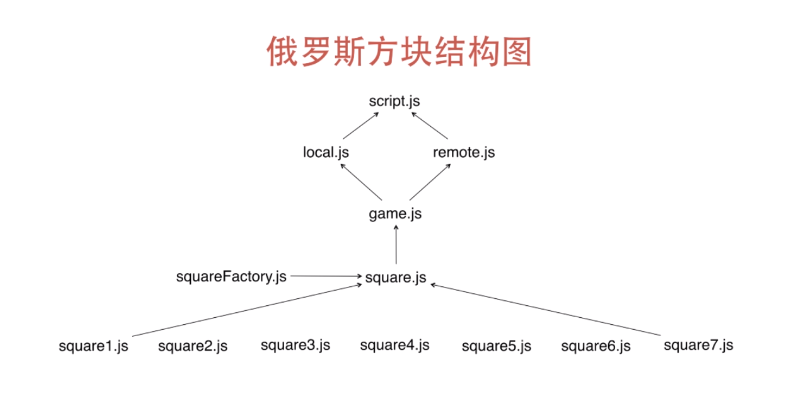 俄罗斯方块结构图
script.js
local.js remote.js
game.js
squareFactory.js square.js
square1.js square2.js square3.js square4.js square5.js square6.js square7.js